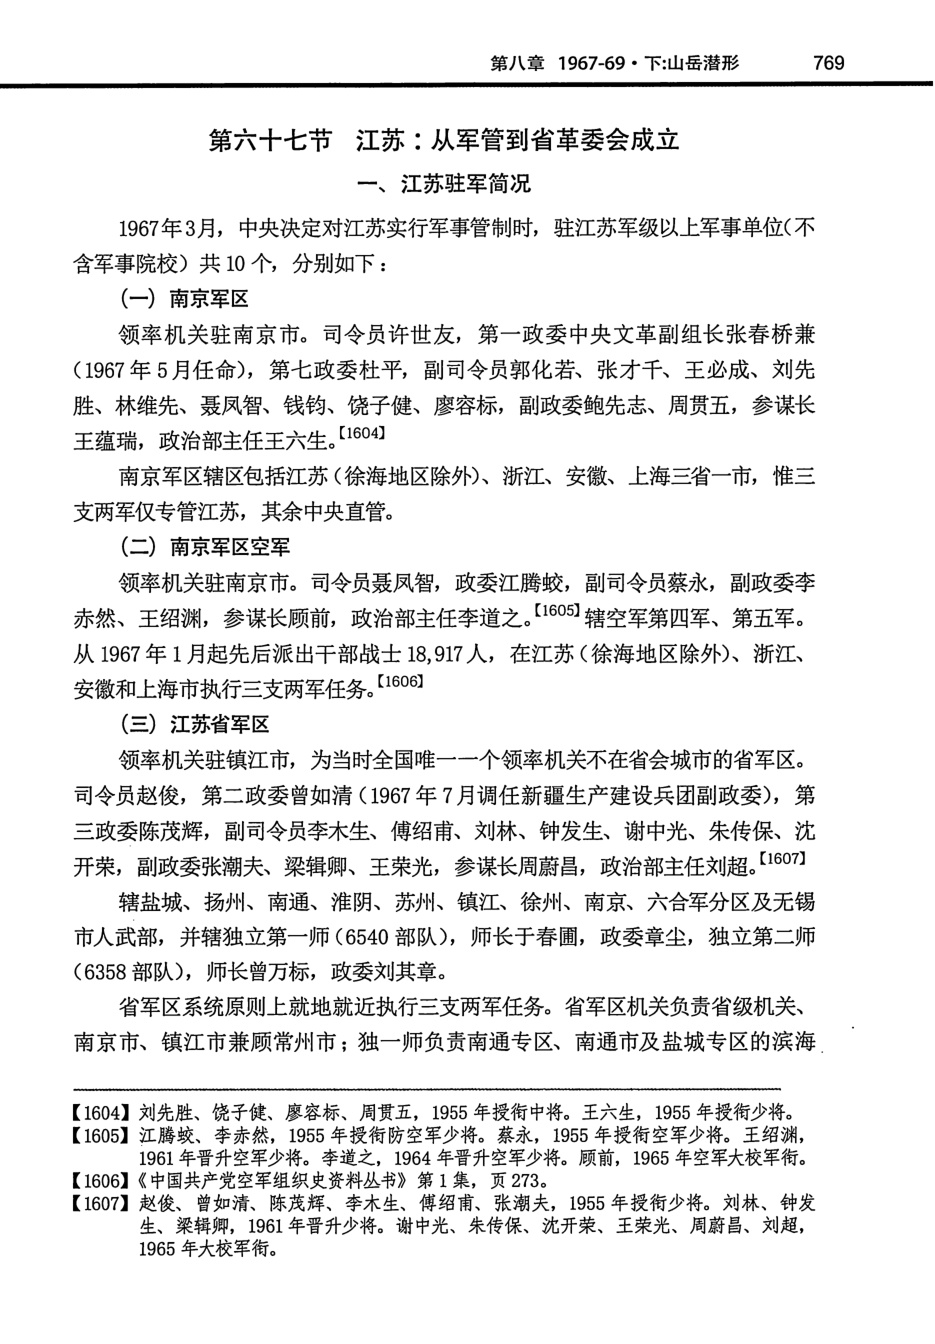 第八章 1967-69·下:山岳潜形 769
第六十七节 江苏：从军管到省革委会成立
一、江苏驻军简况
1967年3月，中央决定对江苏实行军事管制时，驻江苏军级以上军事单位（不
含军事院校）共10个，分别如下：
（一）南京军区
领率机关驻南京市。司令员许世友，第一政委中央文革副组长张春桥兼
（1967年5月任命），第七政委杜平，副司令员郭化若、张才千、王必成、刘先
胜、林维先、聂凤智、钱钧、饶子健、廖容标，副政委鲍先志、周贯五，参谋长
王蕴瑞，政治部主任王六生。【1604】
南京军区辖区包括江苏（徐海地区除外）、浙江、安徽、上海三省一市，惟三
支两军仅专管江苏，其余中央直管。
（二）南京军区空军
领率机关驻南京市。司令员聂凤智，政委江腾蛟，副司令员蔡永，副政委李
赤然、王绍渊，参谋长顾前，政治部主任李道之。【1605】辖空军第四军、第五军。
从1967年1月起先后派出干部战士18,917人，在江苏（徐海地区除外）、浙江、
安徽和上海市执行三支两军任务。【1606】
（三）江苏省军区
领率机关驻镇江市，为当时全国唯一一个领率机关不在省会城市的省军区。
司令员赵俊，第二政委曾如清（1967年7月调任新疆生产建设兵团副政委），第
三政委陈茂辉，副司令员李木生、傅绍甫、刘林、钟发生、谢中光、朱传保、沈
开荣，副政委张潮夫、梁辑卿、王荣光，参谋长周蔚昌，政治部主任刘超。【1607】
辖盐城、扬州、南通、淮阴、苏州、镇江、徐州、南京、六合军分区及无锡
市人武部，并辖独立第一师（6540部队），师长于春圃，政委章尘，独立第二师
（6358部队），师长曾万标，政委刘其章。
省军区系统原则上就地就近执行三支两军任务。省军区机关负责省级机关、
南京市、镇江市兼顾常州市；独一师负责南通专区、南通市及盐城专区的滨海
【1604】刘先胜、饶子健、廖容标、周贯五，1955年授衔中将。王六生，1955年授衔少将。
【1605】江腾蛟、李赤然，1955年授衔防空军少将。蔡永，1955年授衔空军少将。王绍渊，
1961年晋升空军少将。李道之，1964年晋升空军少将。顾前，1965年空军大校军衔。
【1606】《中国共产党空军组织史资料丛书》第1集，页273。
【1607】赵俊、曾如清、陈茂辉、李木生、傅绍甫、张潮夫，1955年授衔少将。刘林、钟发
生、梁辑卿，1961年晋升少将。谢中光、朱传保、沈开荣、王荣光、周蔚昌、刘超，
1965年大校军衔。